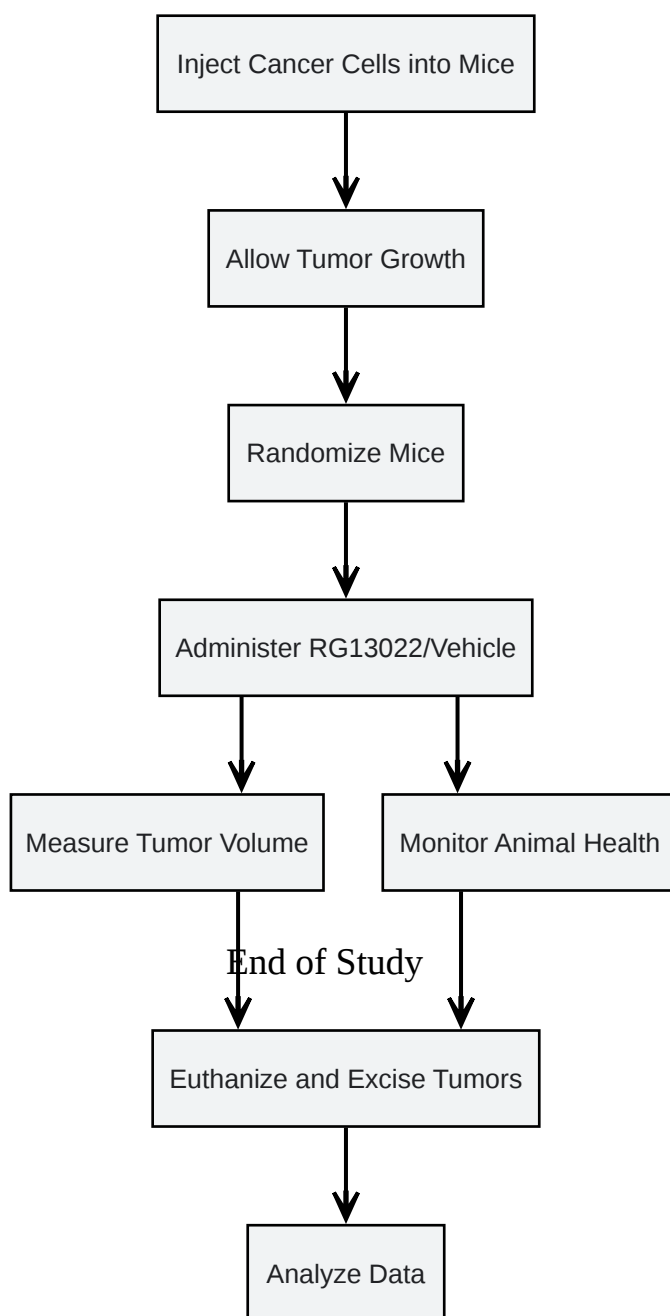 Inject Cancer Cells into Mice
Allow Tumor Growth
Randomize Mice
Administer RG13022/Vehicle
Measure Tumor Volume
Monitor Animal Health
End of Study
Euthanize and Excise Tumors
Analyze Data